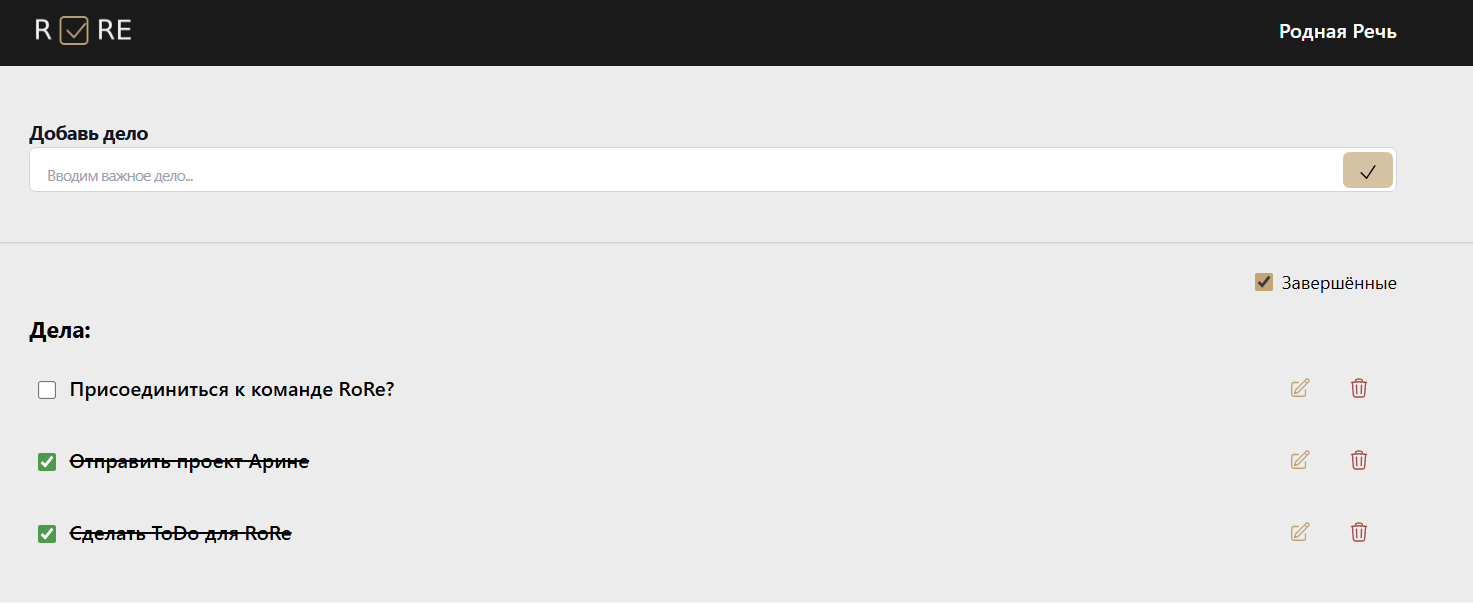 R RE
Родная Речь
Добавь дело
Вводим важное дело...
Завершённые
Дела:
Присоединиться к команде RoRe?
Отправить проект Арине
Сделать ToDo для RoRe